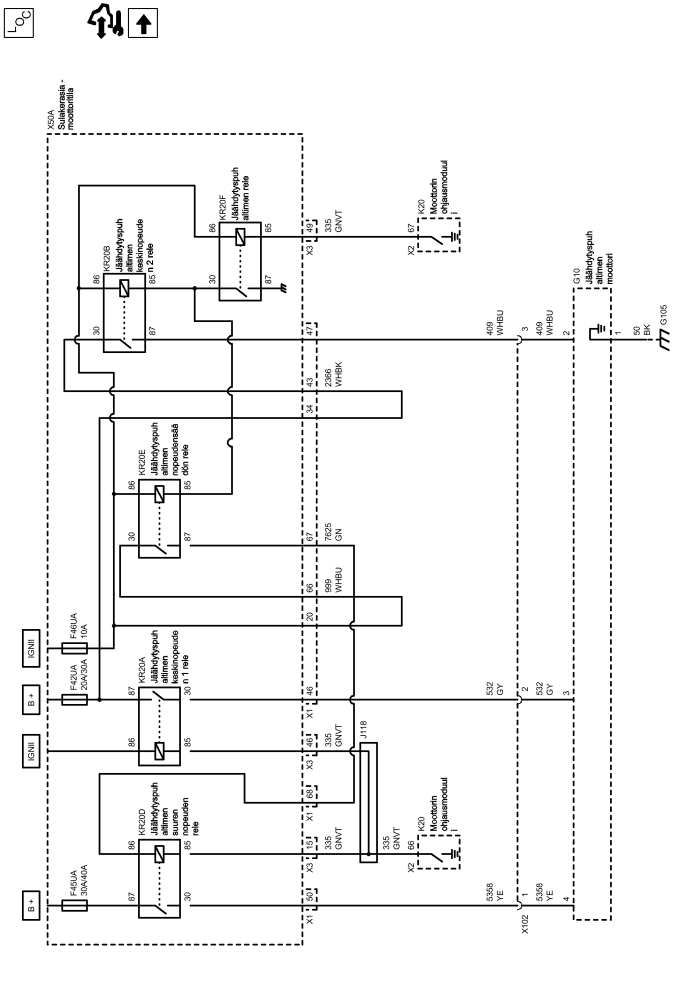 LOC
X50A
Sulakerasia -
moottoritila
KR20F
Jäähdytyspuh
altimen rele
86
85
30
87
KR20B
Jäähdytyspuh
altimen
keskinopeude
n 2 rele
86
85
30
87
49
X3
335
GNVT
67
X2
K20
Moottorin
ohjausmoduul
i
G10
Jäähdytyspuh
altimen
moottori
47
409
WHBU
3
409
WHBU
2
1
50
BK
G105
43
2366
WHBK
34
KR20E
Jäähdytyspuh
altimen
nopeudensää
dön rele
86
85
30
87
67
7625
GN
66
999
WHBU
20
IGNII
F46UA
10A
B +
F42UA
20A/30A
KR20A
Jäähdytyspuh
altimen
keskinopeude
n 1 rele
87
30
86
85
46
X1
532
GY
2
532
GY
3
IGNII
46
X3
335
GNVT
J118
68
X1
KR20D
Jäähdytyspuh
altimen
suuren
nopeuden
rele
86
85
87
30
15
X3
335
GNVT
335
GNVT
66
X2
K20
Moottorin
ohjausmoduul
i
B +
F45UA
30A/40A
50
X1
5358
YE
1
X102
5358
YE
4